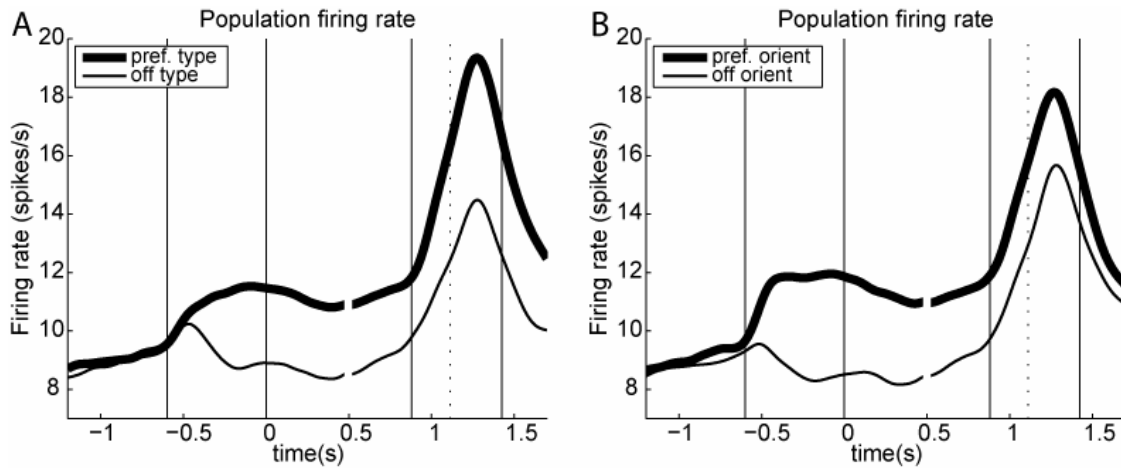 A
Population firing rate
pref. type
off type
Firing rate (spikes/s)
20
18
16
14
12
10
8
−1
−0.5
0
0.5
1
1.5
time(s)
B
Population firing rate
pref. orient
off orient
Firing rate (spikes/s)
20
18
16
14
12
10
8
−1
−0.5
0
0.5
1
1.5
time(s)